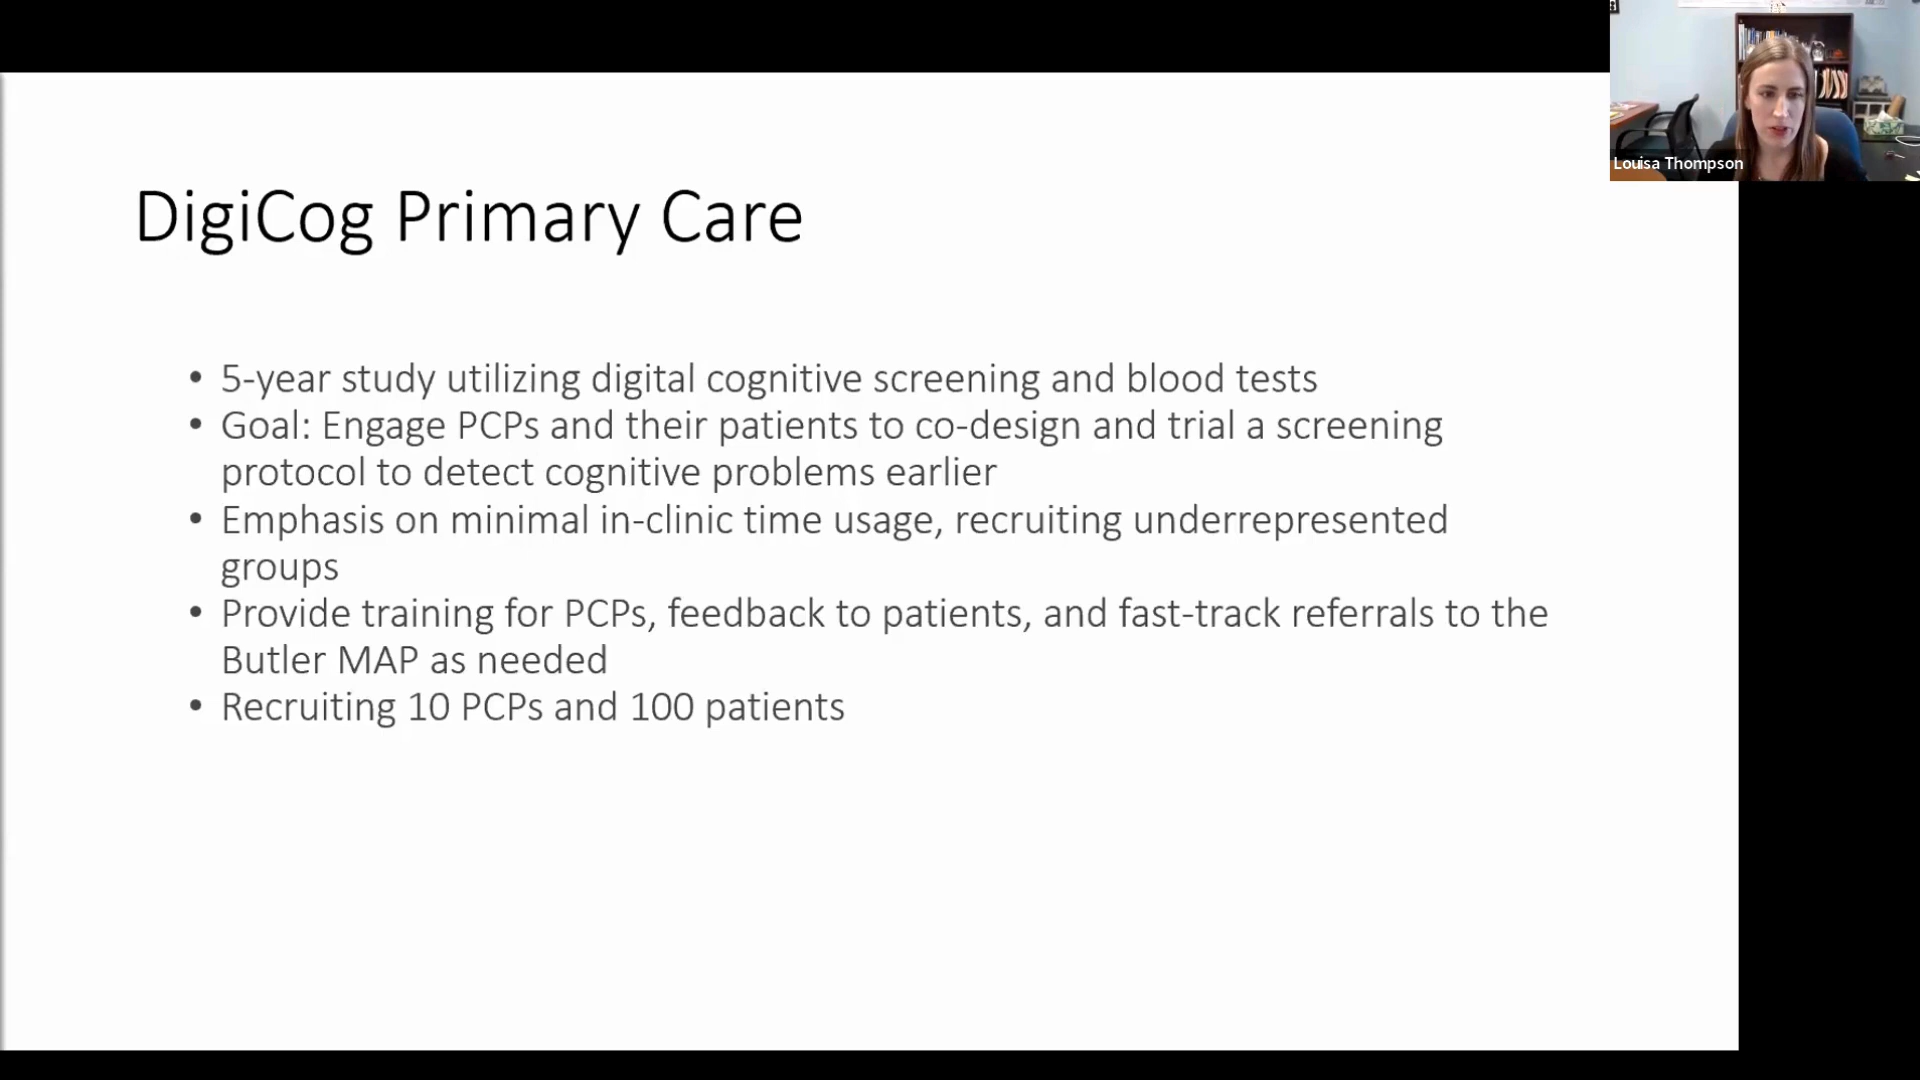 Louisa Thompson
DigiCog Primary Care
• 5-year study utilizing digital cognitive screening and blood tests
• Goal: Engage PCPs and their patients to co-design and trial a screening
protocol to detect cognitive problems earlier
• Emphasis on minimal in-clinic time usage, recruiting underrepresented
groups
• Provide training for PCPs, feedback to patients, and fast-track referrals to the
Butler MAP as needed
• Recruiting 10 PCPs and 100 patients